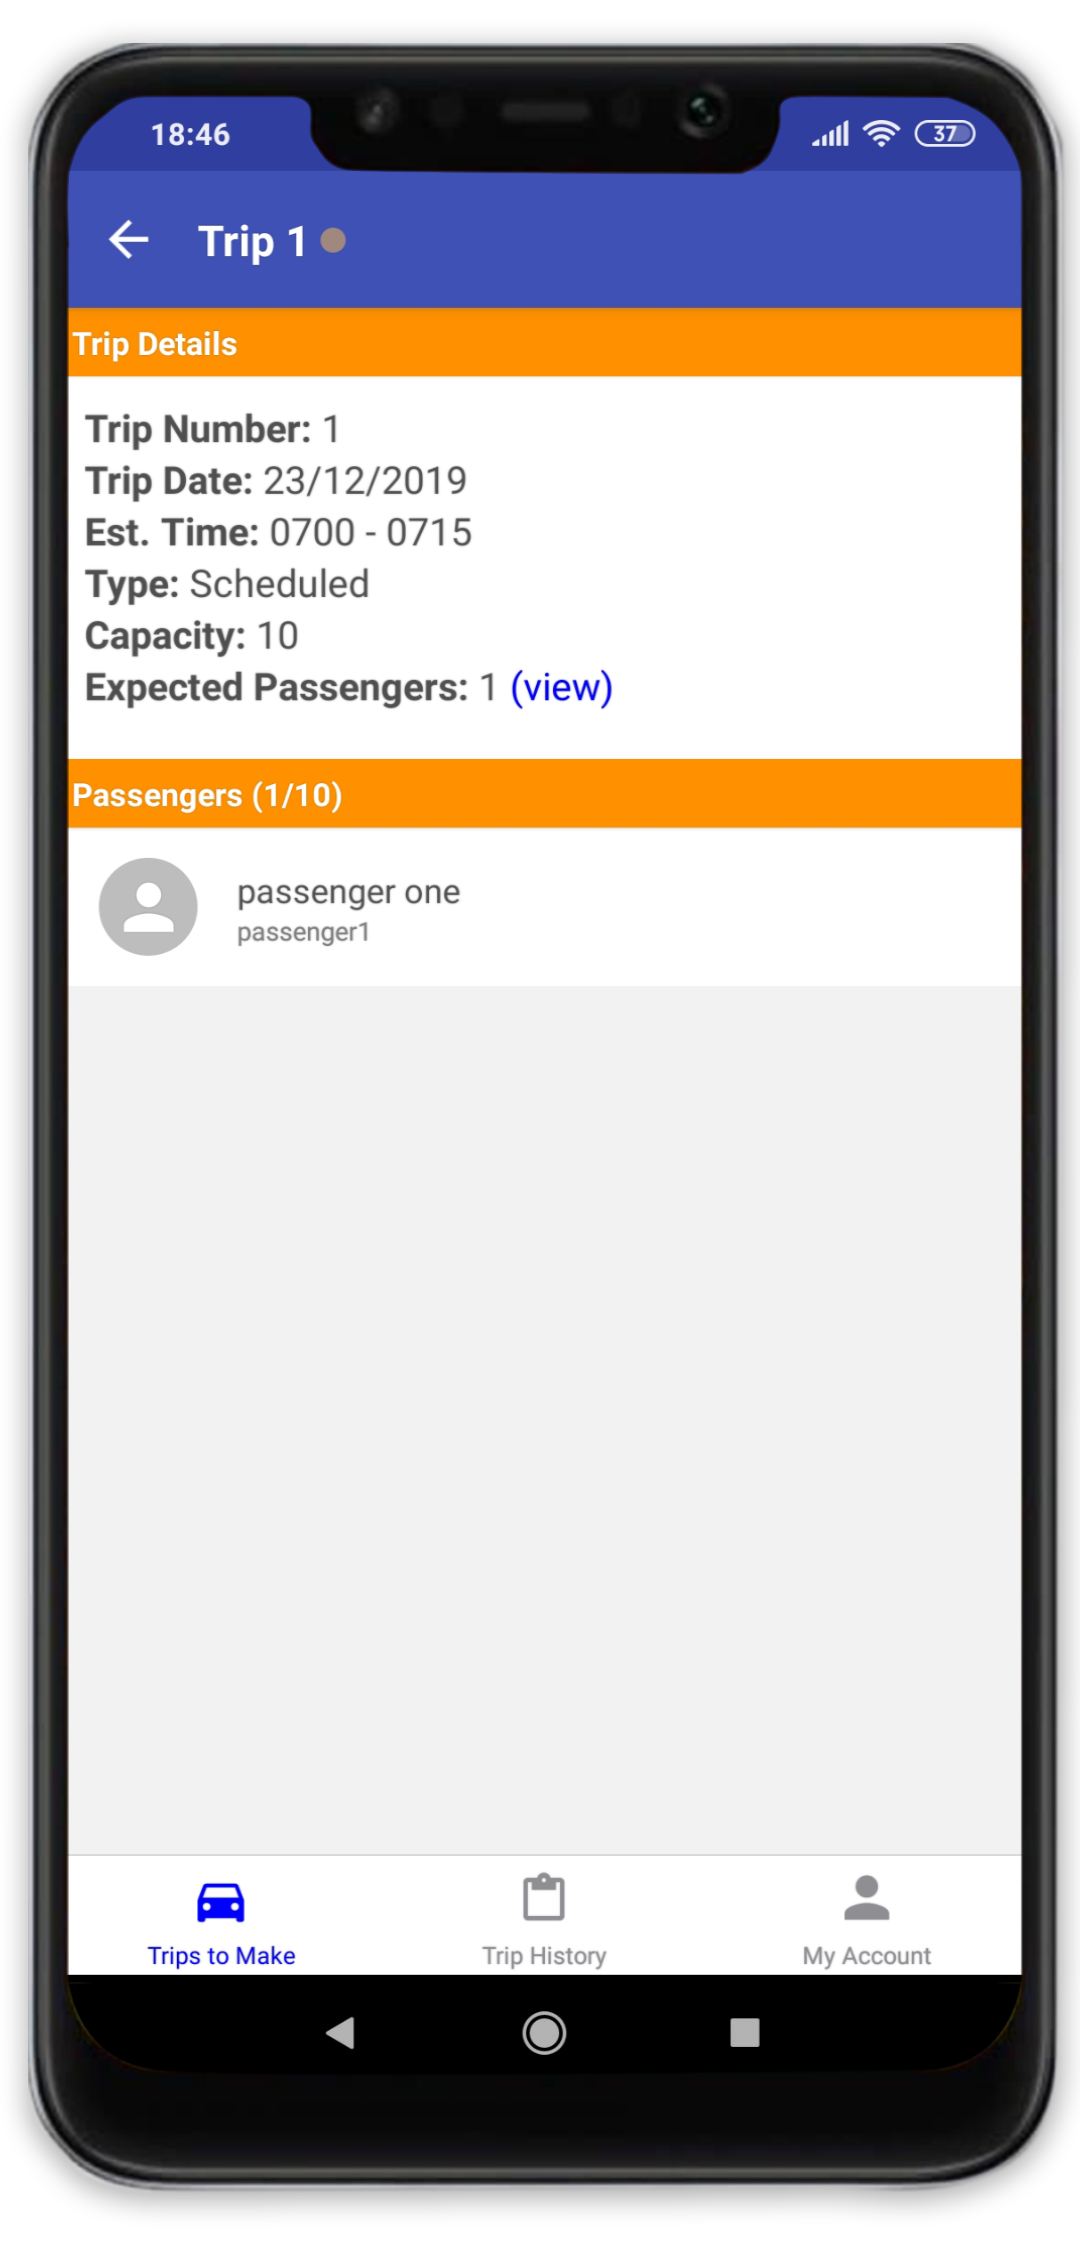 18:46
37
Trip 1
Trip Details
Trip Number: 1
Trip Date: 23/12/2019
Est. Time: 0700 - 0715
Type: Scheduled
Capacity: 10
Expected Passengers: 1 (view)
Passengers (1/10)
passenger one
passenger1
Trips to Make
Trip History
My Account